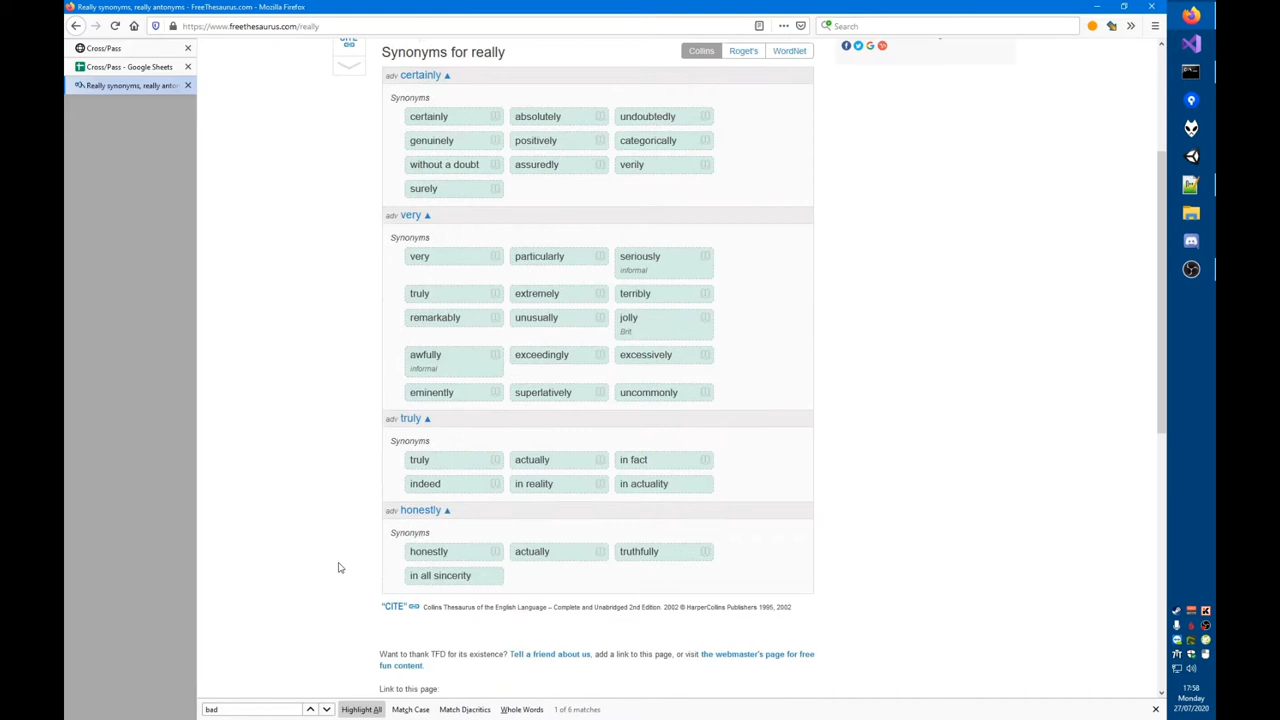 Really synonyms, really antonyms - FreeThesaurus.com - Mozilla Firefox
https://www.freethesaurus.com/really
Search
Cross/Pass
Cross/Pass - Google Sheets
Really synonyms, really anto
CITE
Synonyms for really
Collins Roget's WordNet
adv certainly ▲
Synonyms
certainly absolutely undoubtedly
genuinely positively categorically
without a doubt assuredly verily
surely
adv very ▲
Synonyms
very particularly seriously
informal
truly extremely terribly
remarkably unusually jolly
Brit
awfully exceedingly excessively
informal
eminently superlatively uncommonly
adv truly ▲
Synonyms
truly actually in fact
indeed in reality in actuality
adv honestly ▲
Synonyms
honestly actually truthfully
in all sincerity
"CITE" Collins Thesaurus of the English Language – Complete and Unabridged 2nd Edition. 2002 © HarperCollins Publishers 1995, 2002
Want to thank TFD for its existence? Tell a friend about us, add a link to this page, or visit the webmaster's page for free
fun content.
Link to this page:
bad Highlight All Match Case Match Diacritics Whole Words 1 of 6 matches
17:58
Monday
27/07/2020